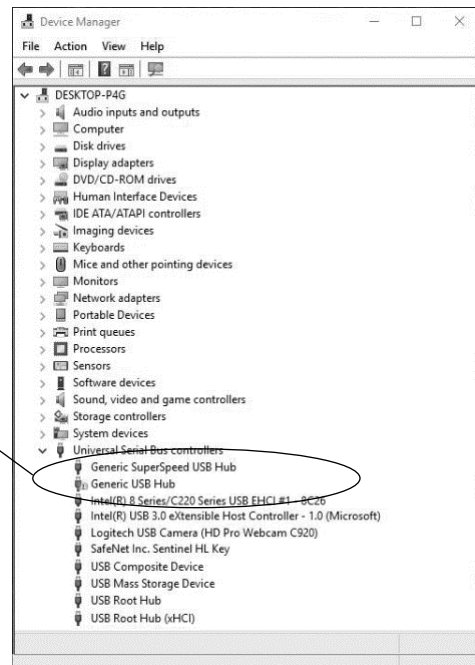 Device Manager
File Action View Help
DESKTOP-P4G
Audio inputs and outputs
Computer
Disk drives
Display adapters
DVD/CD-ROM drives
Human Interface Devices
IDE ATA/ATAPI controllers
Imaging devices
Keyboards
Mice and other pointing devices
Monitors
Network adapters
Portable Devices
Print queues
Processors
Sensors
Software devices
Sound, video and game controllers
Storage controllers
System devices
Universal Serial Bus controllers
Generic SuperSpeed USB Hub
Generic USB Hub
Intel(R) 8 Series/C220 Series USB EHCI #1 - 8C26
Intel(R) USB 3.0 eXtensible Host Controller - 1.0 (Microsoft)
Logitech USB Camera (HD Pro Webcam C920)
SafeNet Inc. Sentinel HL Key
USB Composite Device
USB Mass Storage Device
USB Root Hub
USB Root Hub (xHCI)